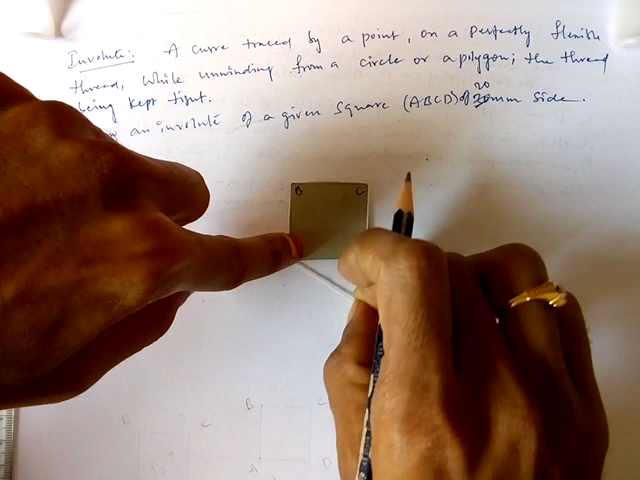 Involute: A curve traced by a point, on a perfectly flexible
thread, while unwinding from a circle or a polygon; the thread
being kept tight.
an involute of a given square (ABCD) of 20mm side.
B C
B C
B C
A D